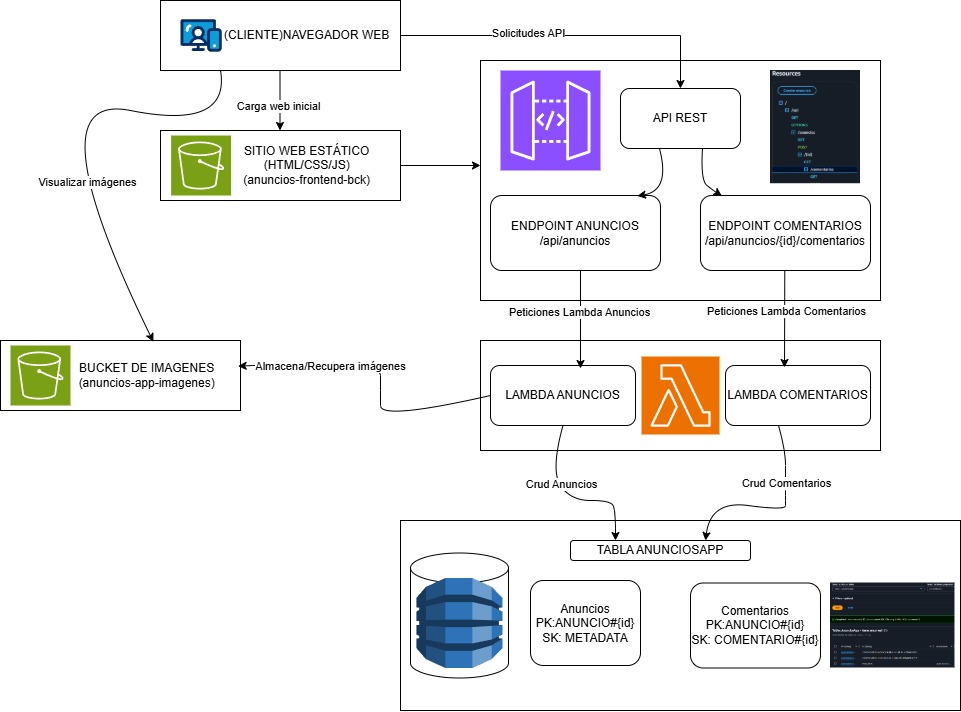 (CLIENTE)NAVEGADOR WEB
Solicitudes API
Carga web inicial
Visualizar imágenes
SITIO WEB ESTÁTICO
(HTML/CSS/JS)
(anuncios-frontend-bck)
API REST
Resources
/
/api
GET
OPTIONS
/anuncios
GET
POST
/{id}
GET
/comentarios
GET
ENDPOINT ANUNCIOS
/api/anuncios
ENDPOINT COMENTARIOS
/api/anuncios/{id}/comentarios
Peticiones Lambda Anuncios
Peticiones Lambda Comentarios
BUCKET DE IMAGENES
(anuncios-app-imagenes)
Almacena/Recupera imágenes
LAMBDA ANUNCIOS
LAMBDA COMENTARIOS
Crud Anuncios
Crud Comentarios
TABLA ANUNCIOSAPP
Anuncios
PK:ANUNCIO#{id}
SK: METADATA
Comentarios
PK:ANUNCIO#{id}
SK: COMENTARIO#{id}